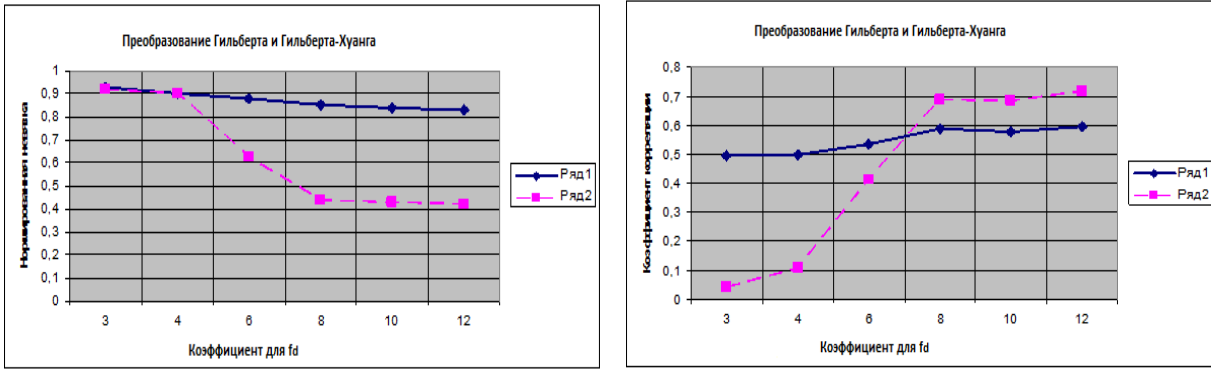 Преобразование Гильберта и Гильберта-Хуанга
Нормированная невязка
1
0,9
0,8
0,7
0,6
0,5
0,4
0,3
0,2
0,1
0
3 4 6 8 10 12
Коэффициент для fd
Ряд1
Ряд2
Преобразование Гильберта и Гильберта-Хуанга
Коэффициент корреляции
0,8
0,7
0,6
0,5
0,4
0,3
0,2
0,1
0
3 4 6 8 10 12
Коэффициент для fd
Ряд1
Ряд2